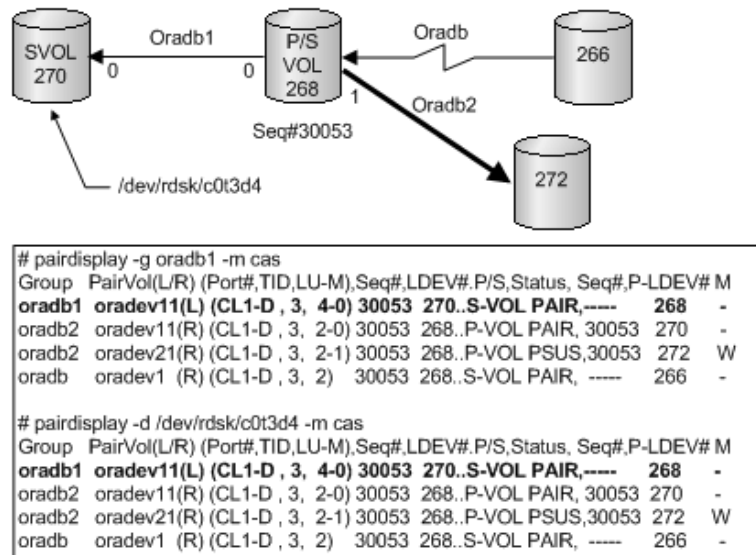 Oradb1
Oradb
SVOL
270
0
0
P/S
VOL
268
1
266
Oradb2
Seq#30053
272
/dev/rdsk/c0t3d4
# pairdisplay -g oradb1 -m cas
Group PairVol(L/R) (Port#,TID,LU-M),Seq#,LDEV#.P/S,Status, Seq#,P-LDEV# M
oradb1 oradev11(L) (CL1-D , 3, 4-0) 30053 270..S-VOL PAIR,----- 268 -
oradb2 oradev11(R) (CL1-D , 3, 2-0) 30053 268..P-VOL PAIR, 30053 270 -
oradb2 oradev21(R) (CL1-D , 3, 2-1) 30053 268..P-VOL PSUS,30053 272 W
oradb oradev1 (R) (CL1-D , 3, 2) 30053 268..S-VOL PAIR, ----- 266 -
# pairdisplay -d /dev/rdsk/c0t3d4 -m cas
Group PairVol(L/R) (Port#,TID,LU-M),Seq#,LDEV#.P/S,Status, Seq#,P-LDEV# M
oradb1 oradev11(L) (CL1-D , 3, 4-0) 30053 270..S-VOL PAIR,----- 268 -
oradb2 oradev11(R) (CL1-D , 3, 2-0) 30053 268..P-VOL PAIR, 30053 270 -
oradb2 oradev21(R) (CL1-D , 3, 2-1) 30053 268..P-VOL PSUS,30053 272 W
oradb oradev1 (R) (CL1-D , 3, 2) 30053 268..S-VOL PAIR, ----- 266 -